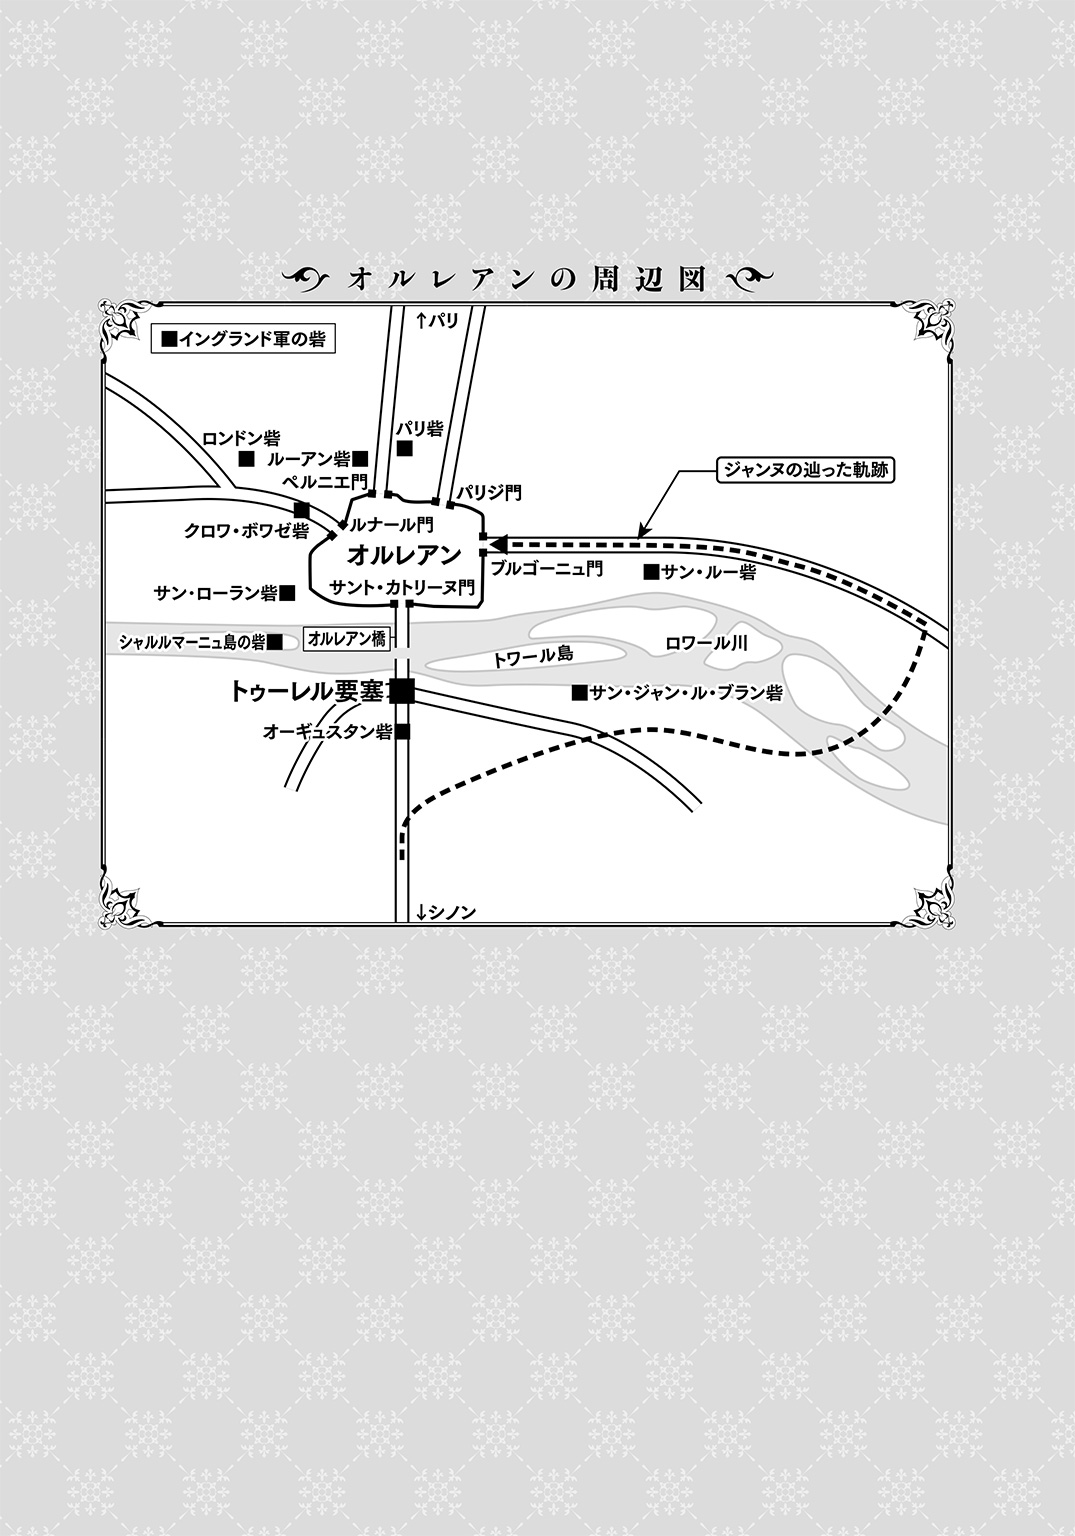 オルレアンの周辺図
↑パリ
■イングランド軍の砦
パリ砦
ロンドン砦
ルーアン砦
ジャンヌの辿った軌跡
ペルニエ門
パリジ門
クロワ・ボワゼ砦
ルナール門
オルレアン
ブルゴーニュ門
サン・ルー砦
サント・カトリーヌ門
サン・ローラン砦
シャルルマーニュ島の砦
オルレアン橋
ロワール川
トワール島
トゥーレル要塞
サン・ジャン・ル・ブラン砦
オーギュスタン砦
↓シノン